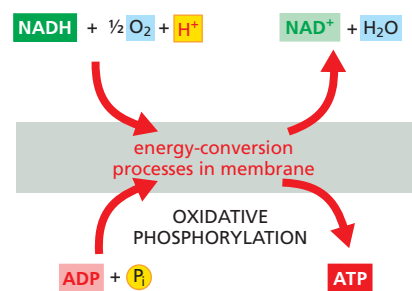 NADH + ½ O₂ + H⁺ NAD⁺ + H₂O
energy-conversion
processes in membrane
OXIDATIVE
PHOSPHORYLATION
ADP + Pᵢ ATP